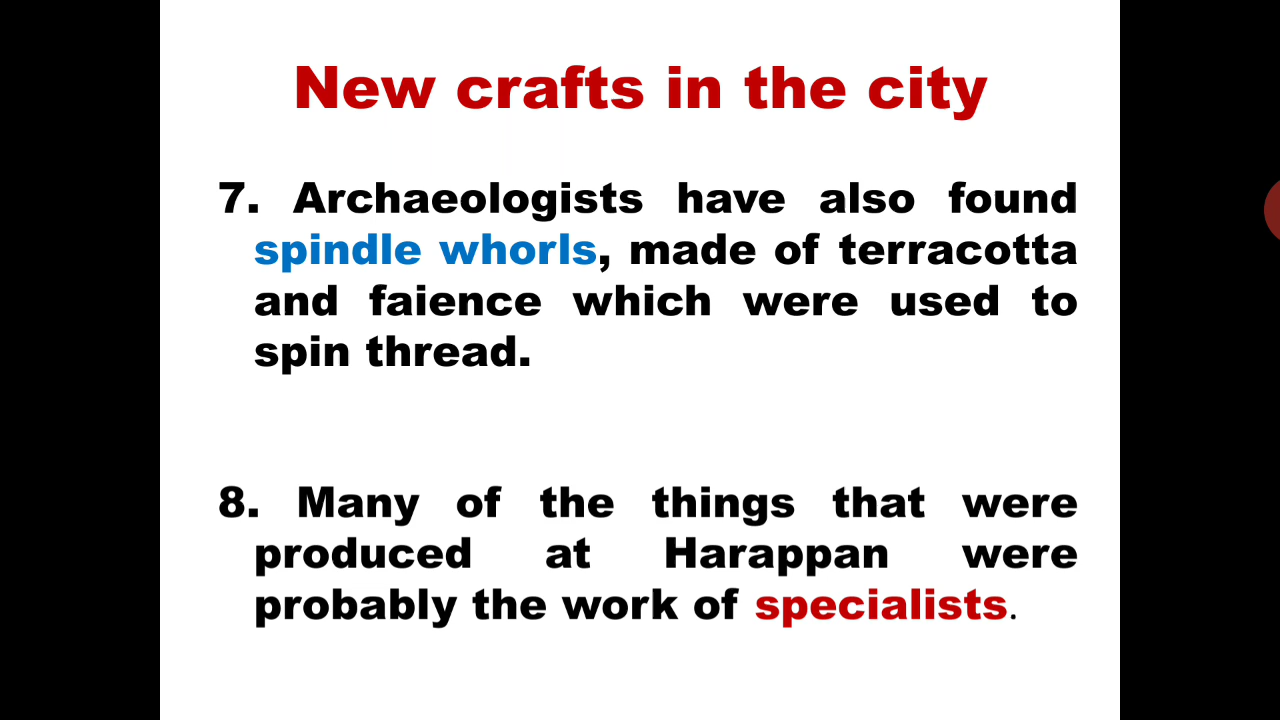 New crafts in the city
7. Archaeologists have also found
spindle whorls, made of terracotta
and faience which were used to
spin thread.
8. Many of the things that were
produced at Harappan were
probably the work of specialists.